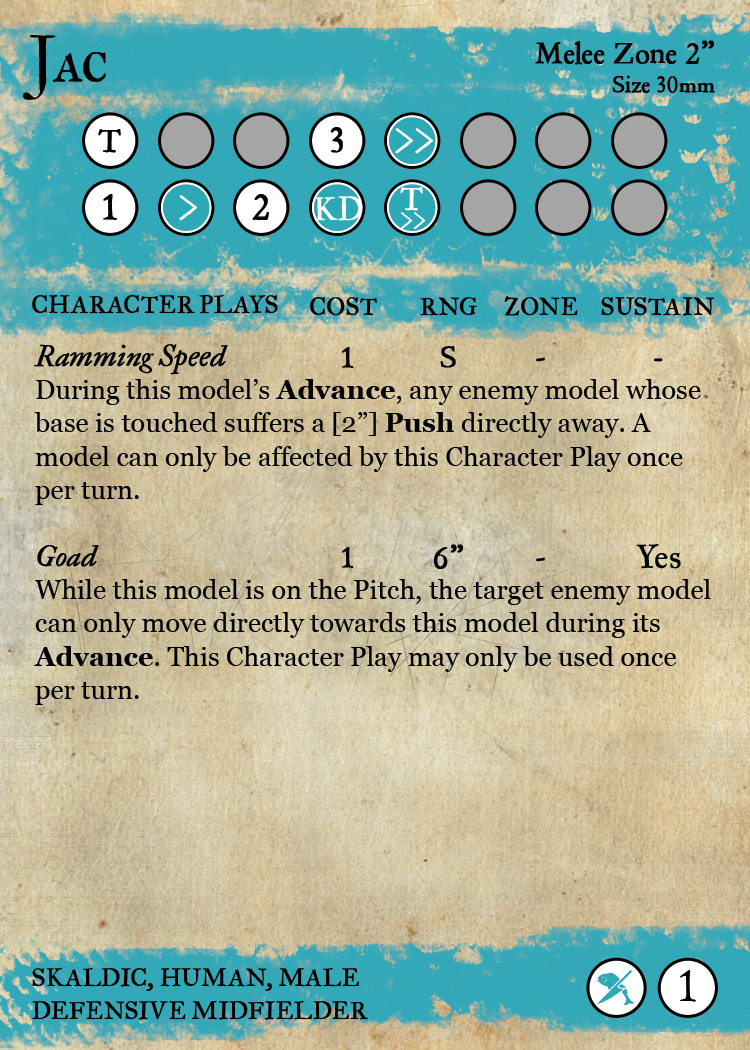 Jac
Melee Zone 2”
Size 30mm
T 3 >>
1 > 2 KD T >>
CHARACTER PLAYS COST RNG ZONE SUSTAIN
Ramming Speed 1 S - -
During this model’s Advance, any enemy model whose
base is touched suffers a [2”] Push directly away. A
model can only be affected by this Character Play once
per turn.
Goad 1 6” - Yes
While this model is on the Pitch, the target enemy model
can only move directly towards this model during its
Advance. This Character Play may only be used once
per turn.
SKALDIC, HUMAN, MALE
DEFENSIVE MIDFIELDER
1